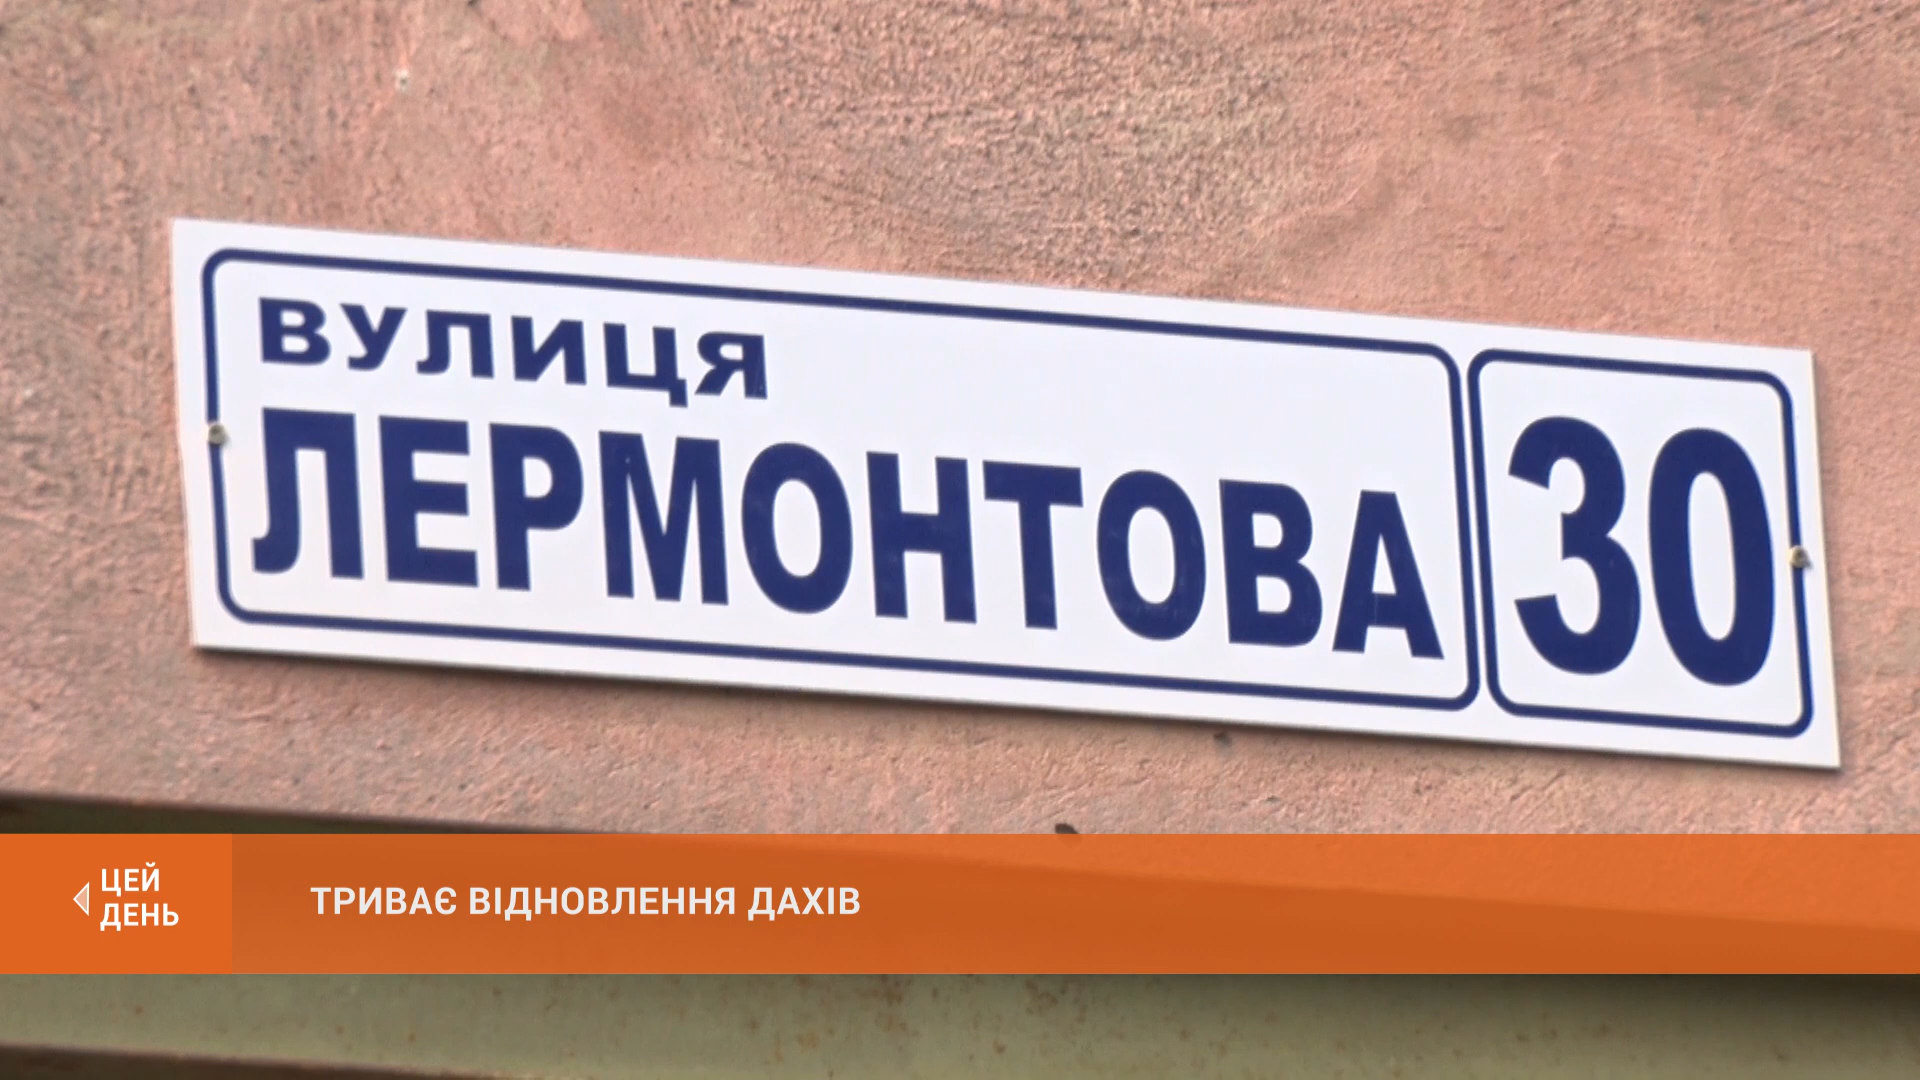 ВУЛИЦЯ
ЛЕРМОНТОВА 30
ЦЕЙ
ДЕНЬ
ТРИВАЄ ВІДНОВЛЕННЯ ДАХІВ